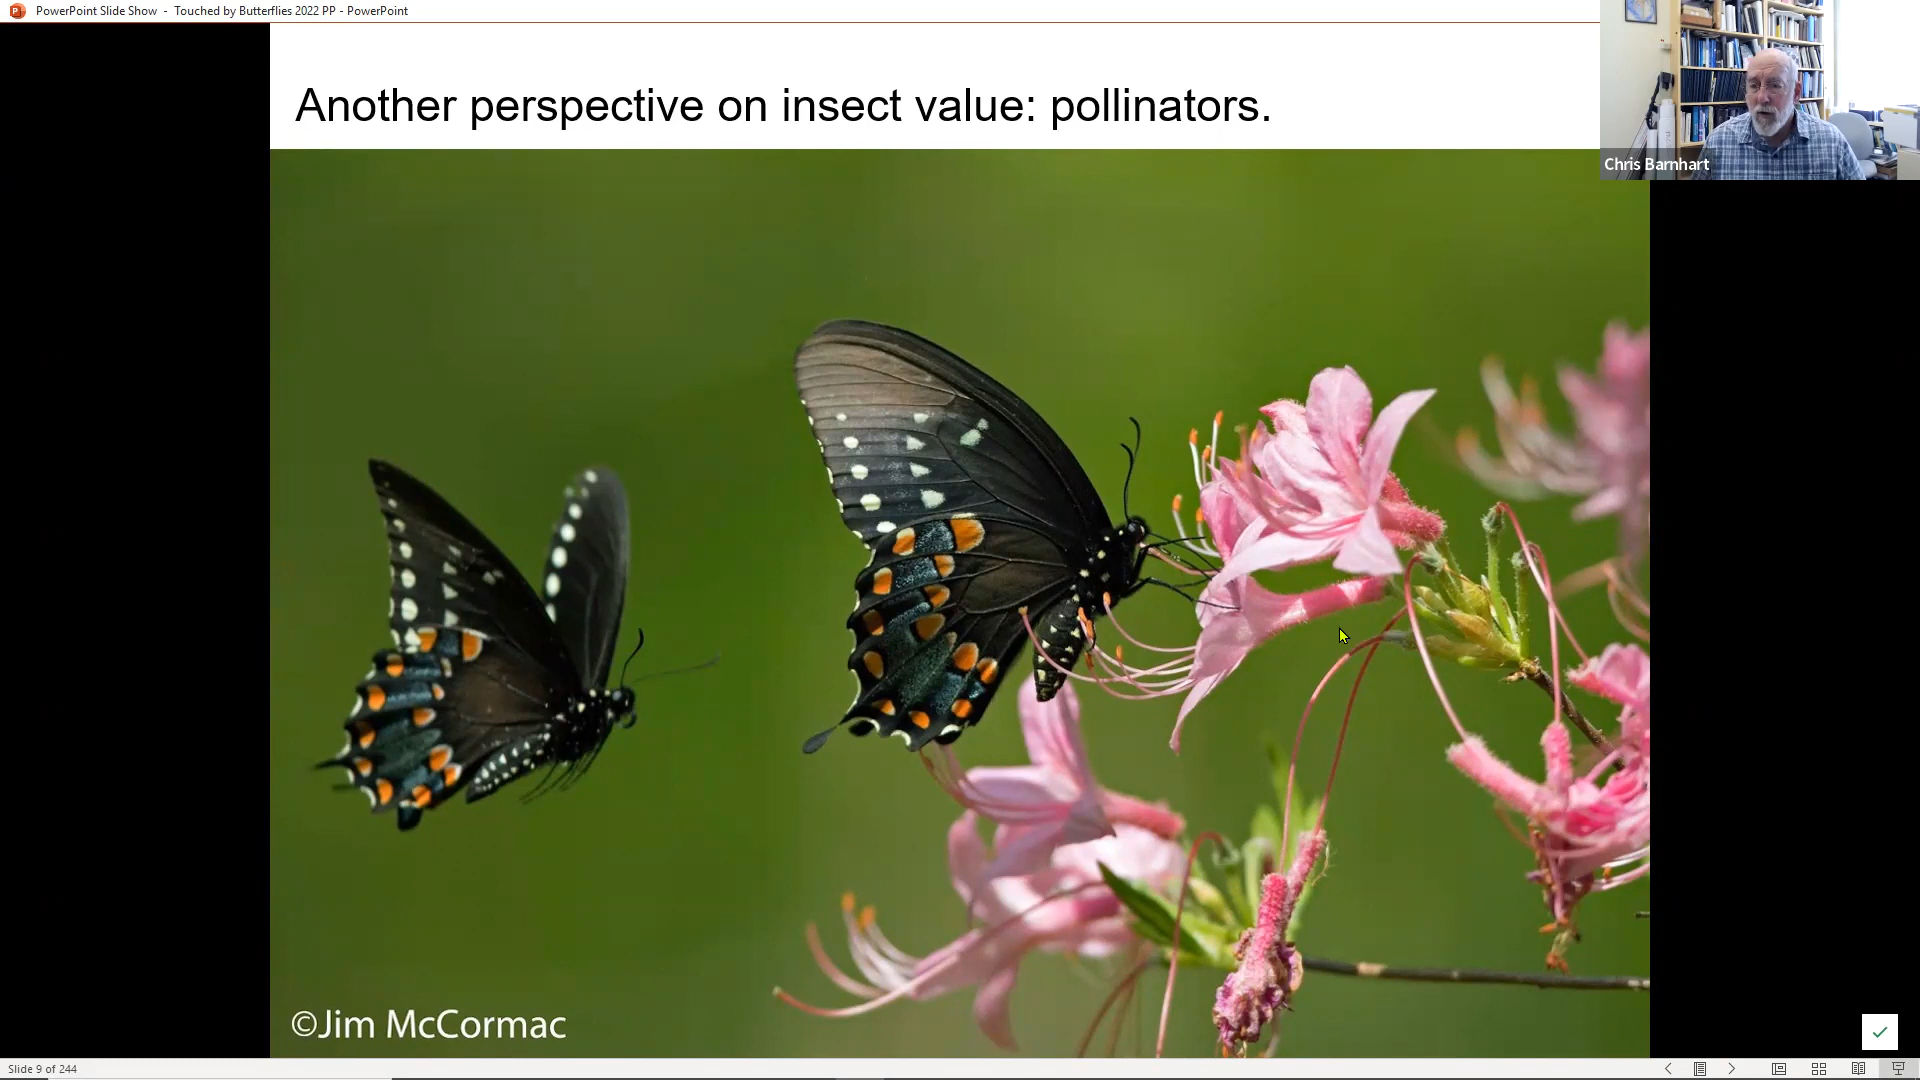 PowerPoint Slide Show - Touched by Butterflies 2022 PP - PowerPoint
Another perspective on insect value: pollinators.
Chris Barnhart
©Jim McCormac
Slide 9 of 244